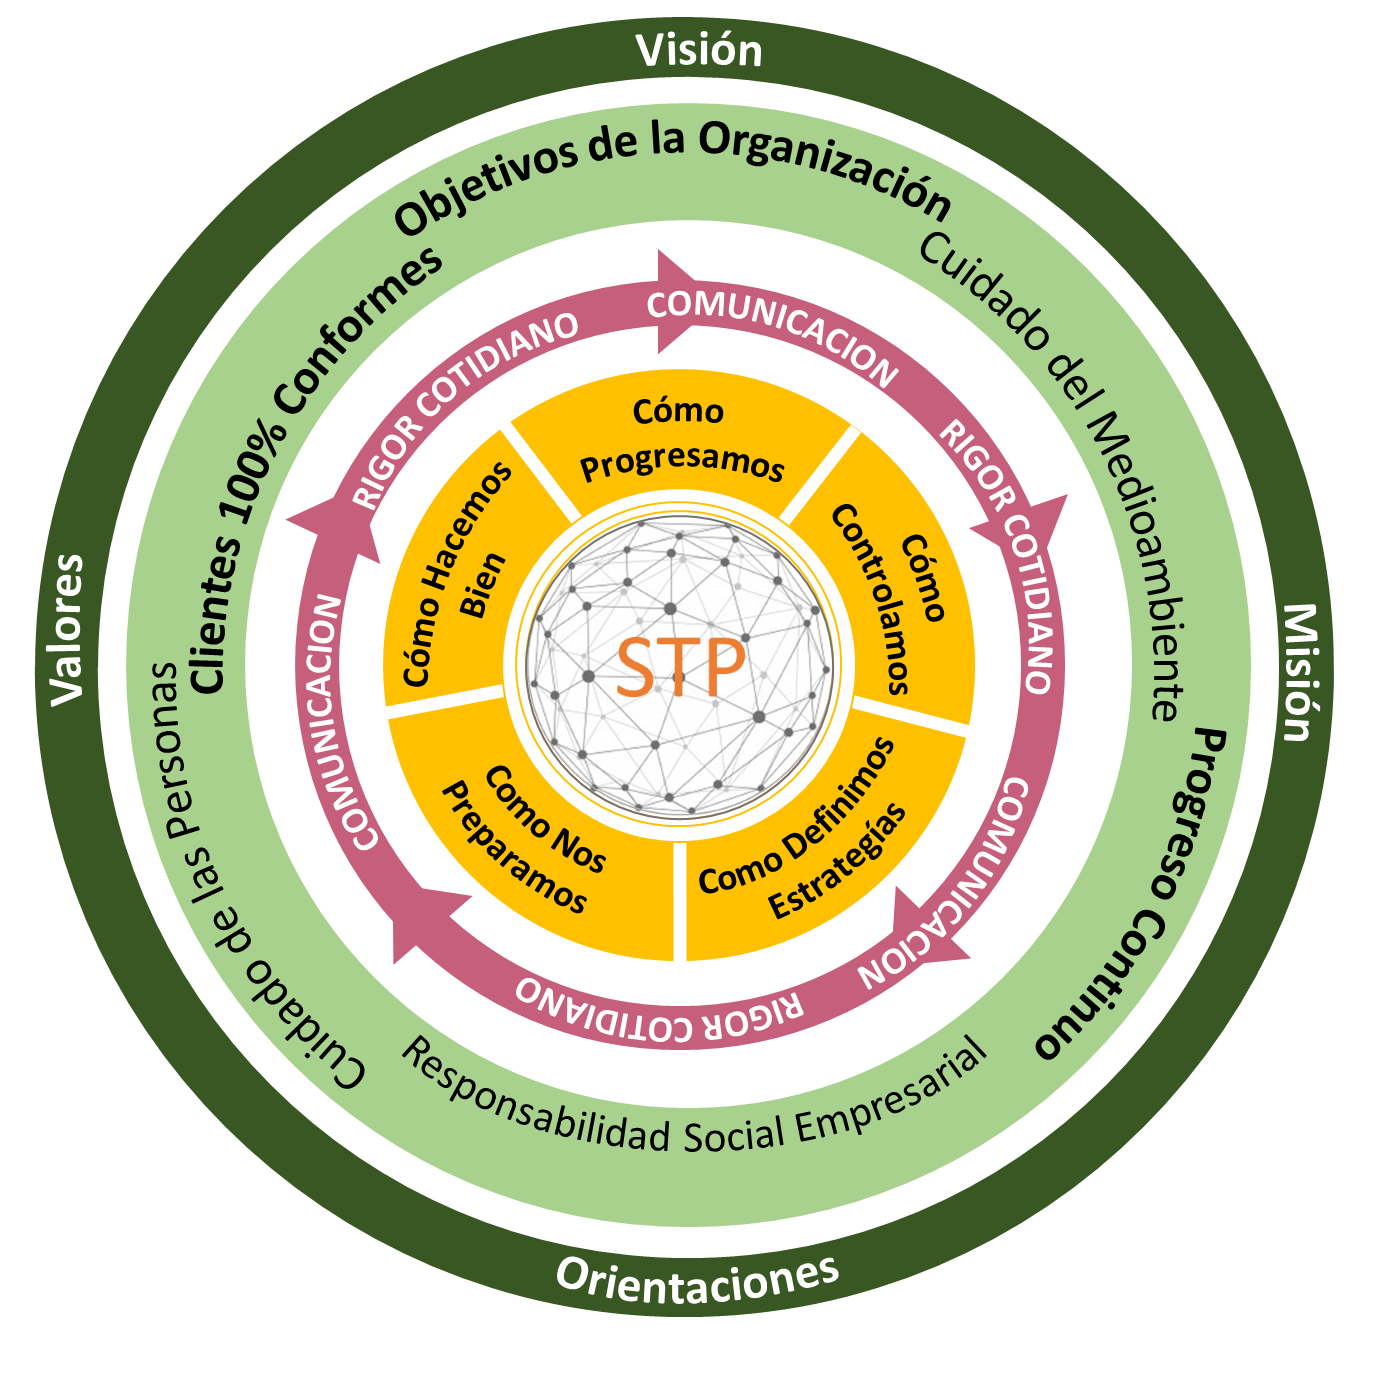 Visión
Misión
Orientaciones
Valores
Objetivos de la Organización
Cuidado del Medioambiente
Progreso Continuo
Responsabilidad Social Empresarial
Cuidado de las Personas
Clientes 100% Conformes
COMUNICACION
RIGOR COTIDIANO
COMUNICACION
RIGOR COTIDIANO
COMUNICACION
RIGOR COTIDIANO
Cómo
Progresamos
Cómo
Controlamos
Como Definimos
Estrategías
Como Nos
Preparamos
Cómo Hacemos
Bien
STP